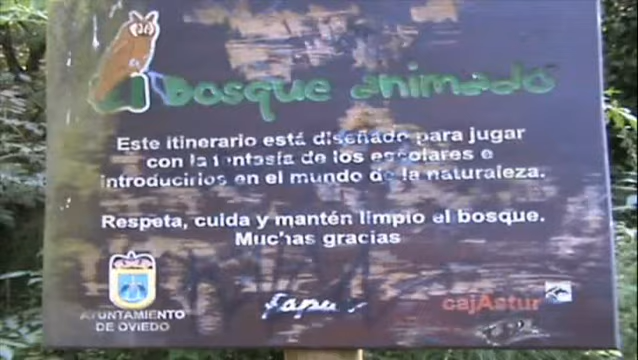 El Bosque animado
Este itinerario está diseñado para jugar
con la fantasía de los escolares e
introducirlos en el mundo de la naturaleza.
Respeta, cuida y mantén limpio el bosque.
Muchas gracias
AYUNTAMIENTO
DE OVIEDO
cajAstur